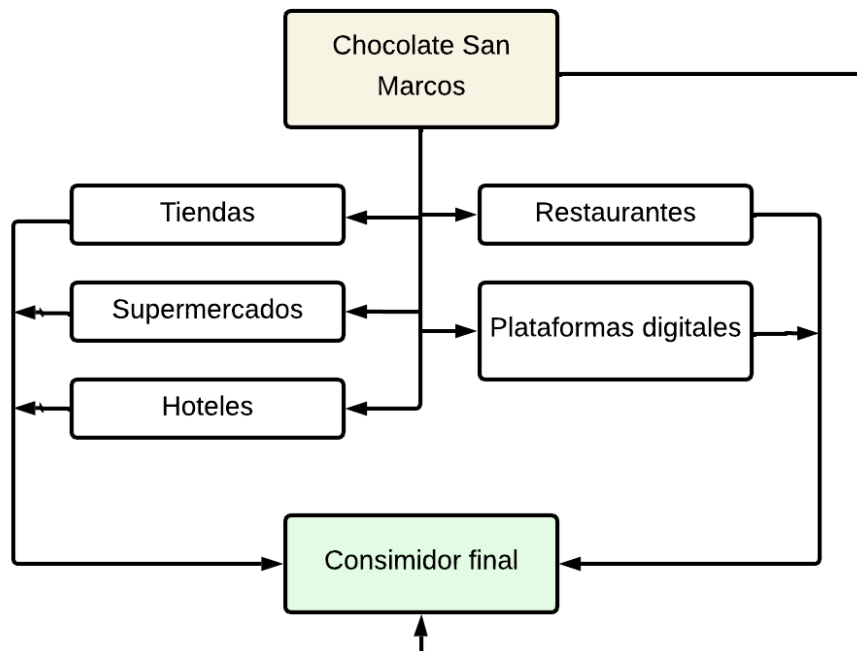 Chocolate San
Marcos
Tiendas
Restaurantes
Supermercados
Plataformas digitales
Hoteles
Consimidor final